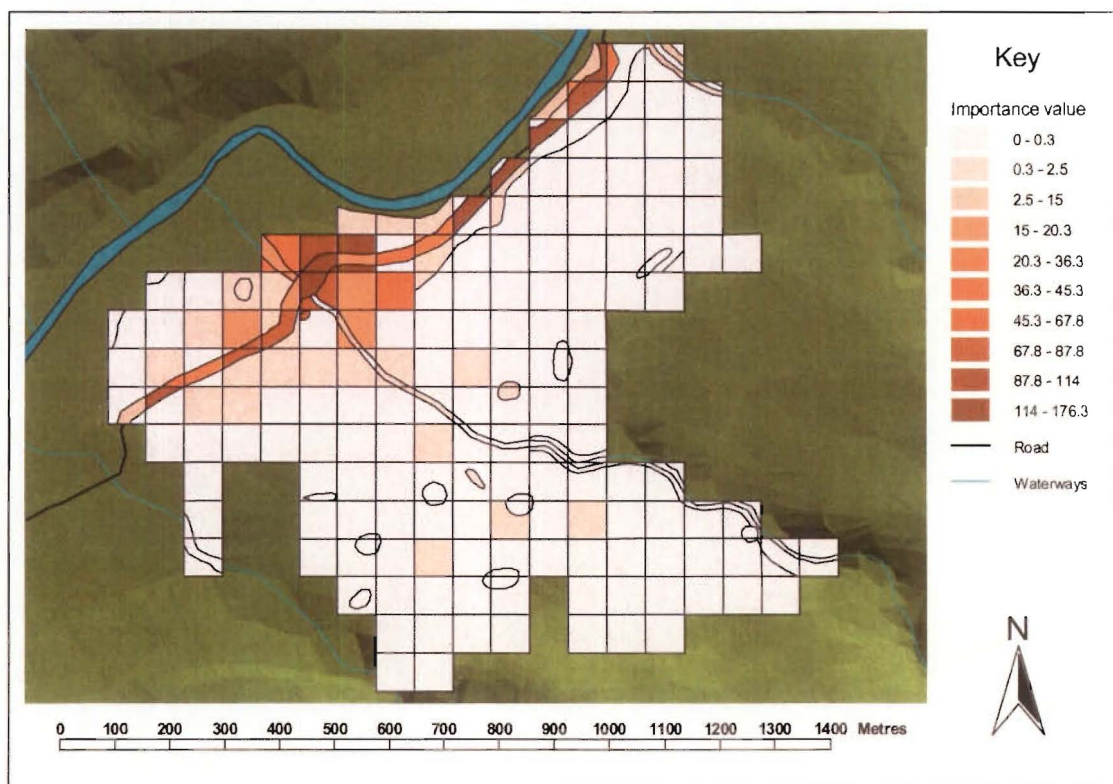 Key
Importance value
0 - 0.3
0.3 - 2.5
2.5 - 15
15 - 20.3
20.3 - 36.3
36.3 - 45.3
45.3 - 67.8
67.8 - 87.8
87.8 - 114
114 - 176.3
Road
Waterways
N
0 100 200 300 400 500 600 700 800 900 1000 1100 1200 1300 1400 Metres